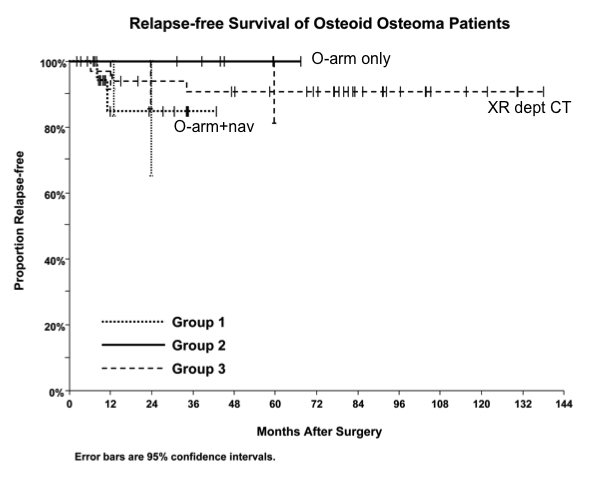 Relapse-free Survival of Osteoid Osteoma Patients
100%
O-arm only
XR dept CT
O-arm+nav
80%
60%
40%
20%
0%
Proportion Relapse-free
Group 1
Group 2
Group 3
0 12 24 36 48 60 72 84 96 108 120 132 144
Months After Surgery
Error bars are 95% confidence intervals.